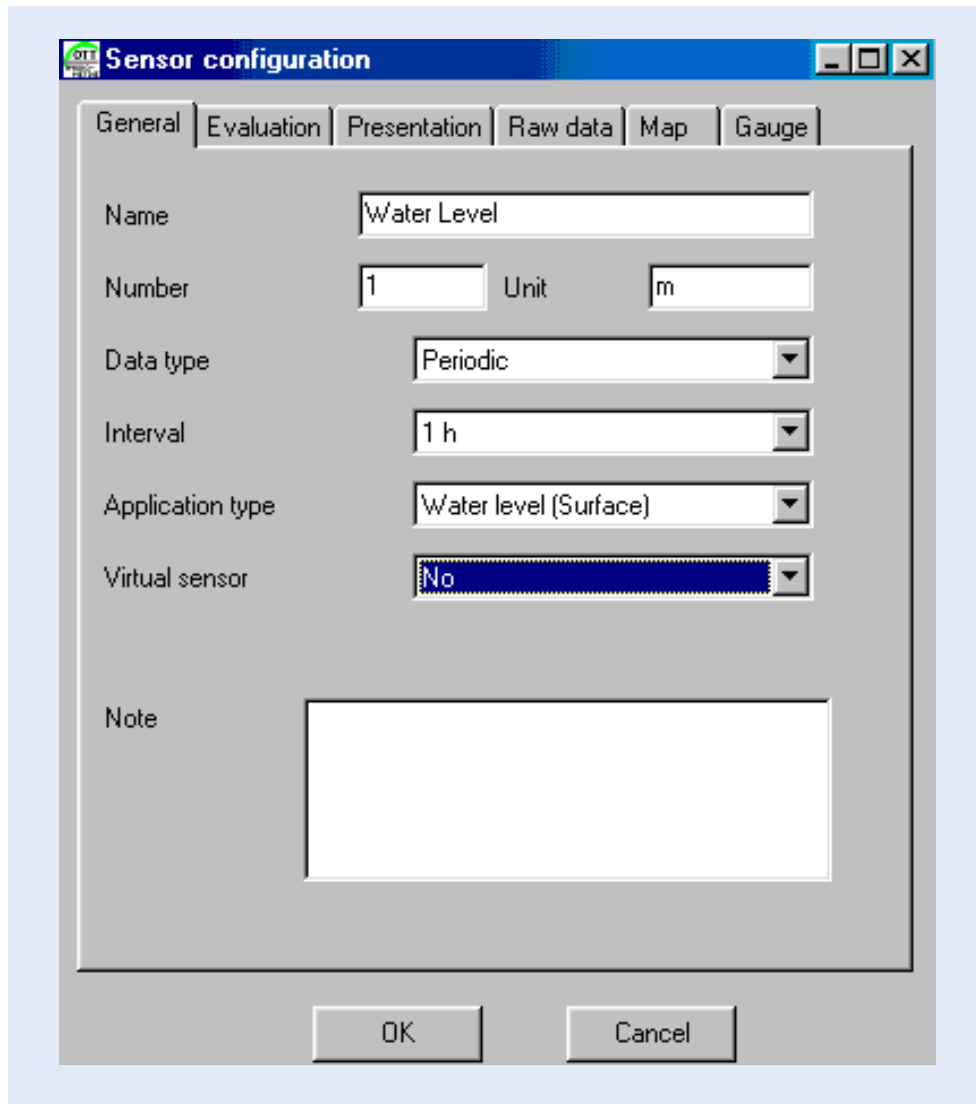 OTT
Sensor configuration
General Evaluation Presentation Raw data Map Gauge
Name Water Level
Number 1 Unit m
Data type Periodic
Interval 1 h
Application type Water level (Surface)
Virtual sensor No
Note
OK Cancel